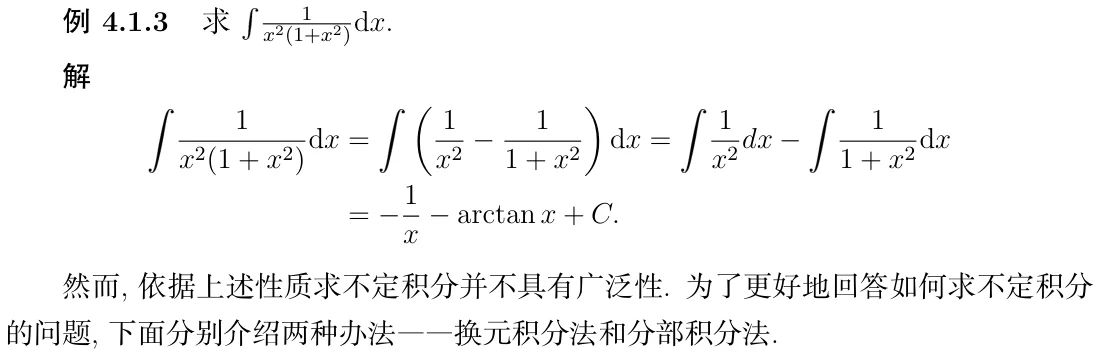 例 4.1.3 求 ∫ 1/(x²(1+x²)) dx.
解
∫ 1/(x²(1 + x²)) dx = ∫ (1/x² − 1/(1 + x²)) dx = ∫ 1/x² dx − ∫ 1/(1 + x²) dx
= −1/x − arctan x + C.
然而, 依据上述性质求不定积分并不具有广泛性. 为了更好地回答如何求不定积分
的问题, 下面分别介绍两种办法——换元积分法和分部积分法.